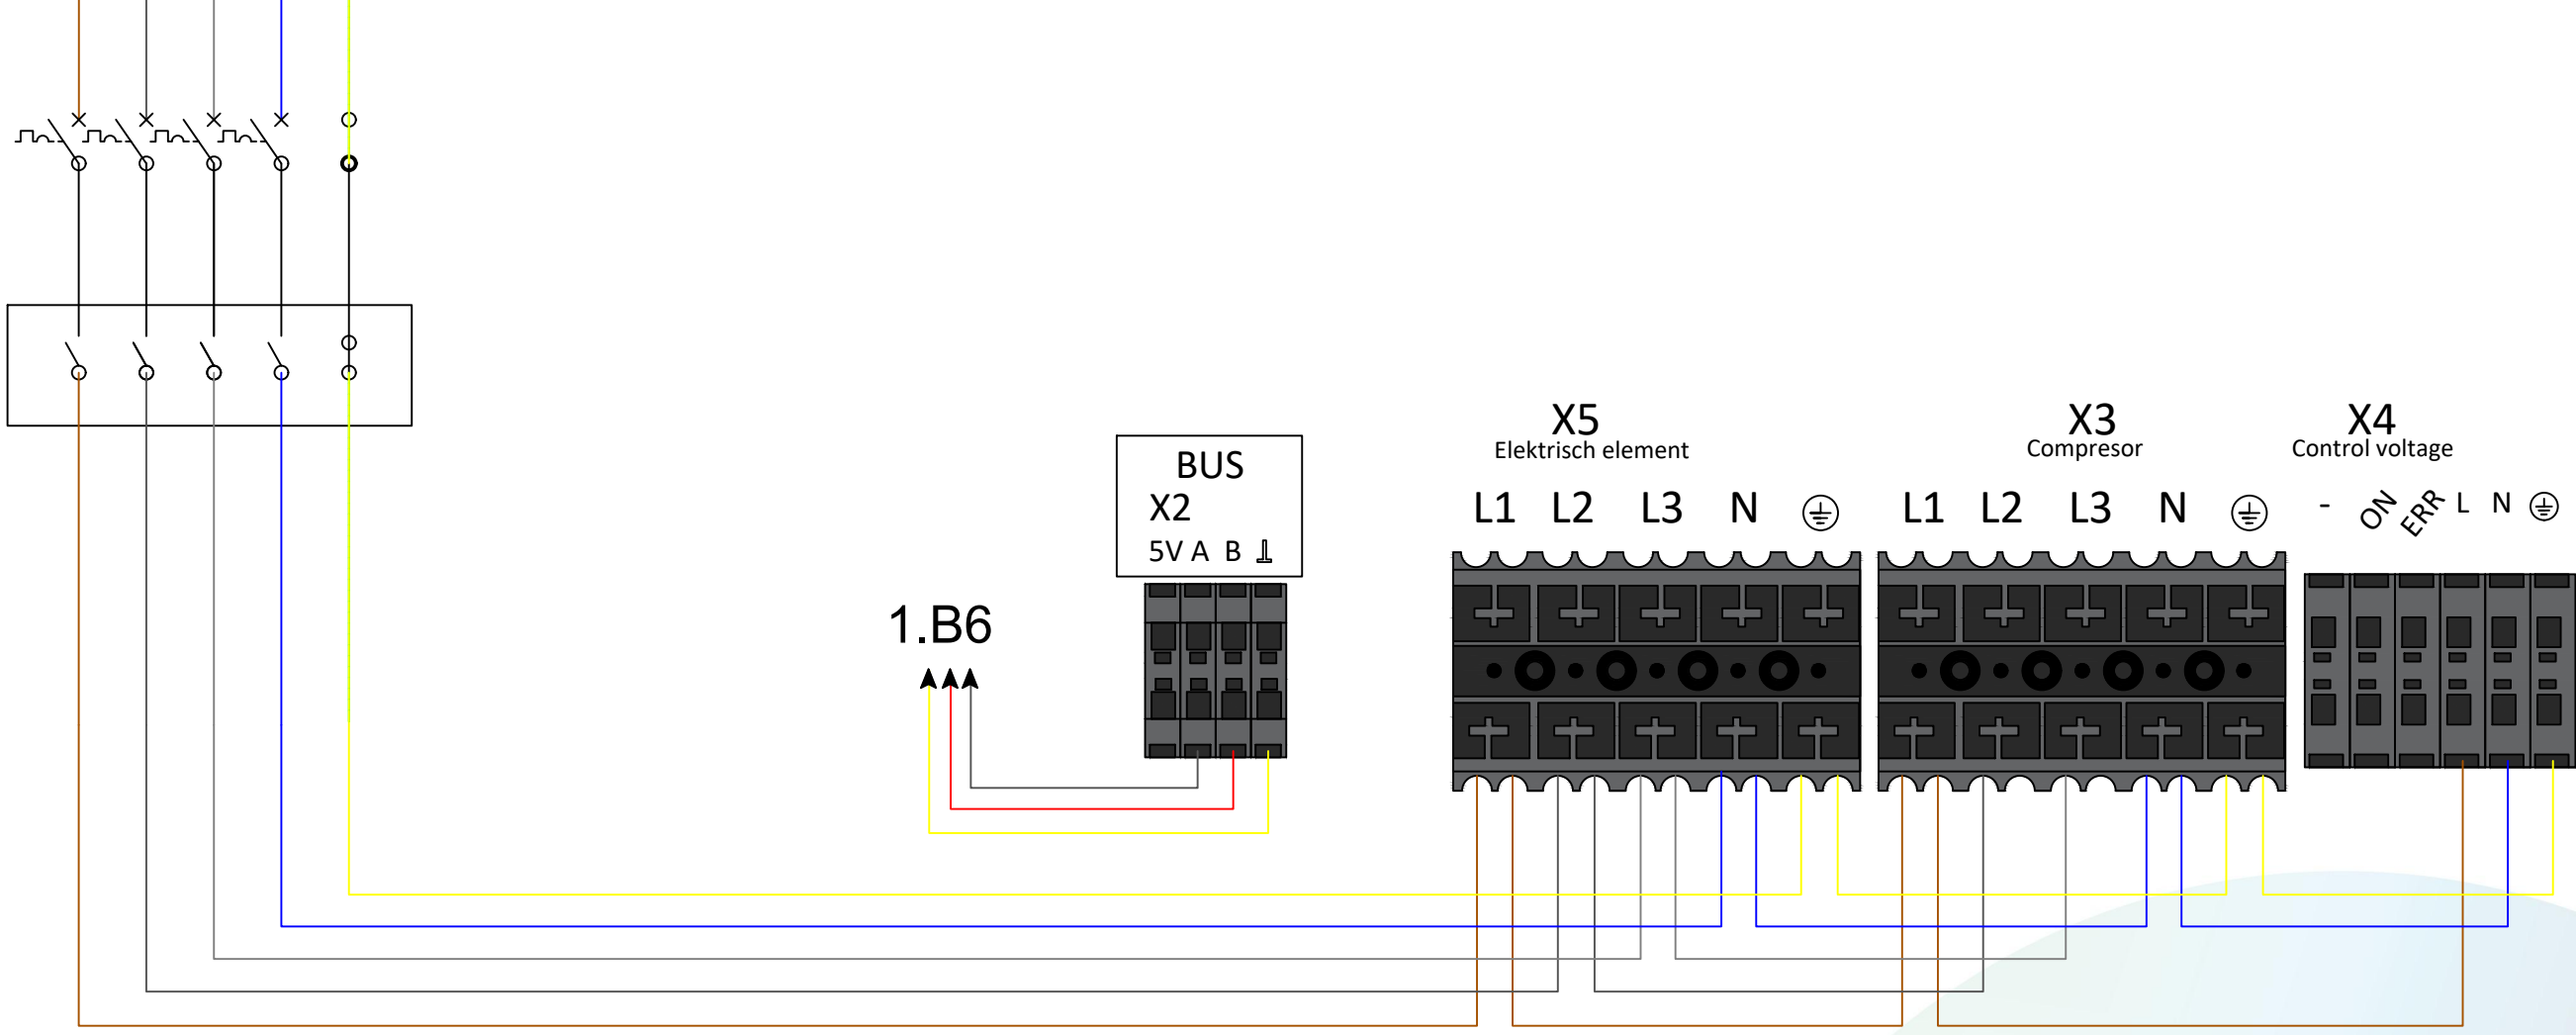 X5
Elektrisch element
L1 L2 L3 N
X3
Compresor
L1 L2 L3 N
X4
Control voltage
- ON ERR L N
BUS
X2
5V A B
1.B6